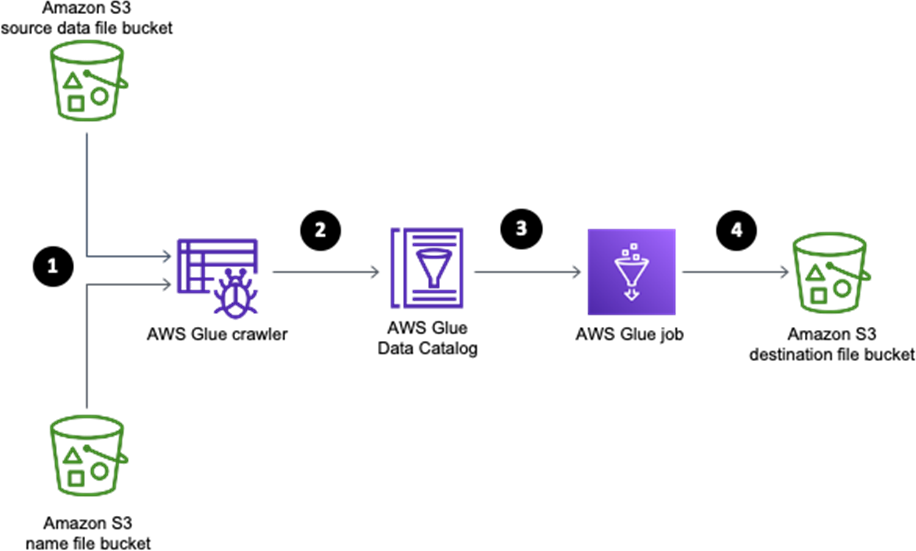 Amazon S3
source data file bucket
1
2
3
4
AWS Glue crawler
AWS Glue
Data Catalog
AWS Glue job
Amazon S3
destination file bucket
Amazon S3
name file bucket